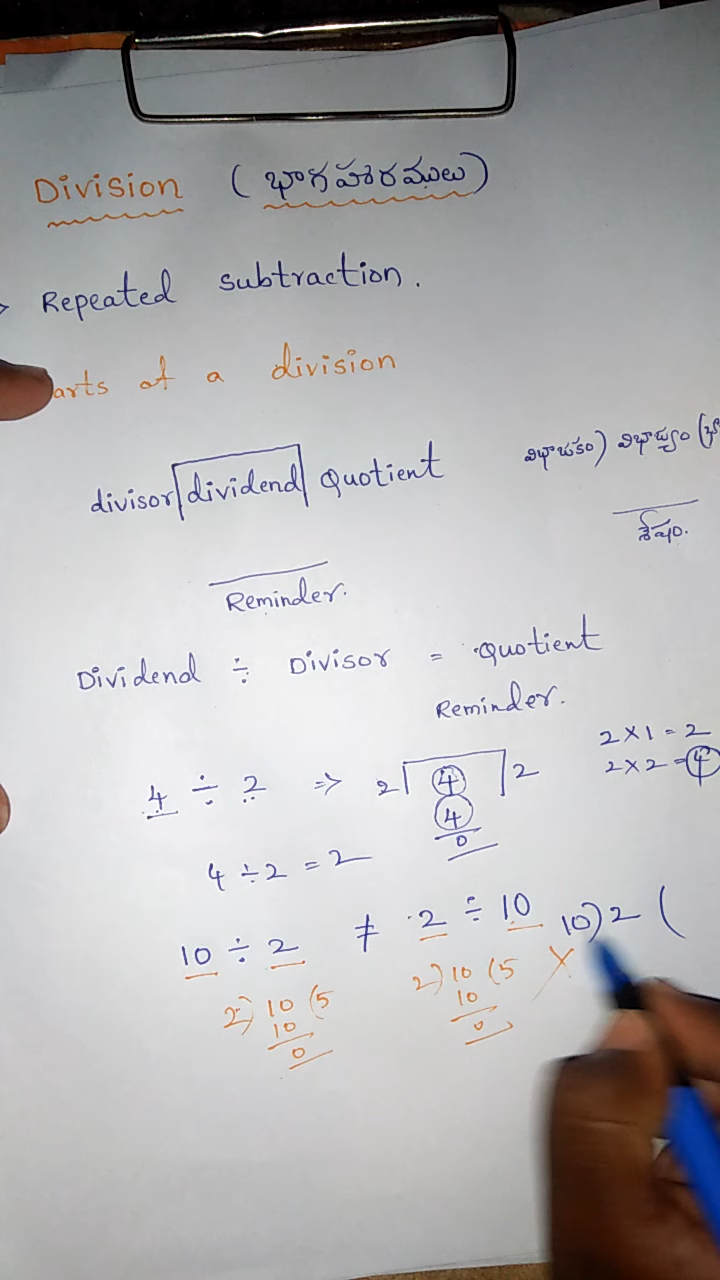 Division (భాగహారములు)
Repeated subtraction.
arts of a division
divisor dividend Quotient
విభాజకం) విభాజ్యం (
శేషం.
Reminder.
Dividend ÷ Divisor = Quotient
Reminder.
2 × 1 = 2
2 × 2 = 4
4 ÷ 2 ⇒ 2 4 2
4
0
4 ÷ 2 = 2
10 ÷ 2 ≠ 2 ÷ 10 10) 2 (
2) 10 (5 2) 10 (5 ×
10 10
0 0